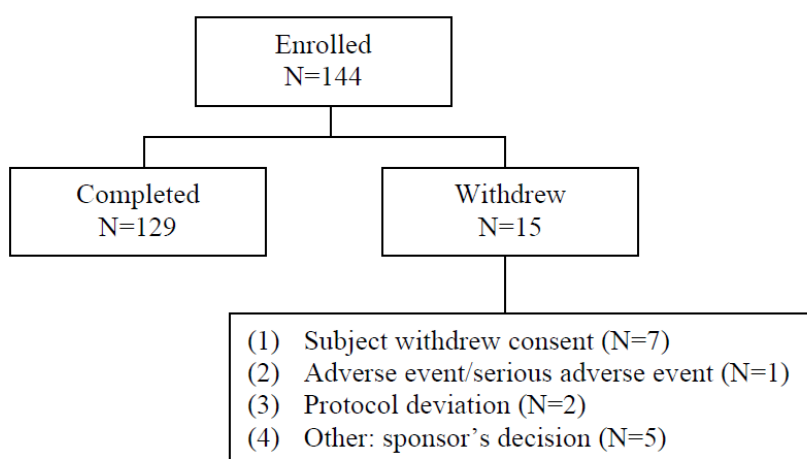 Enrolled
N=144
Completed
N=129
Withdrew
N=15
(1) Subject withdrew consent (N=7)
(2) Adverse event/serious adverse event (N=1)
(3) Protocol deviation (N=2)
(4) Other: sponsor’s decision (N=5)